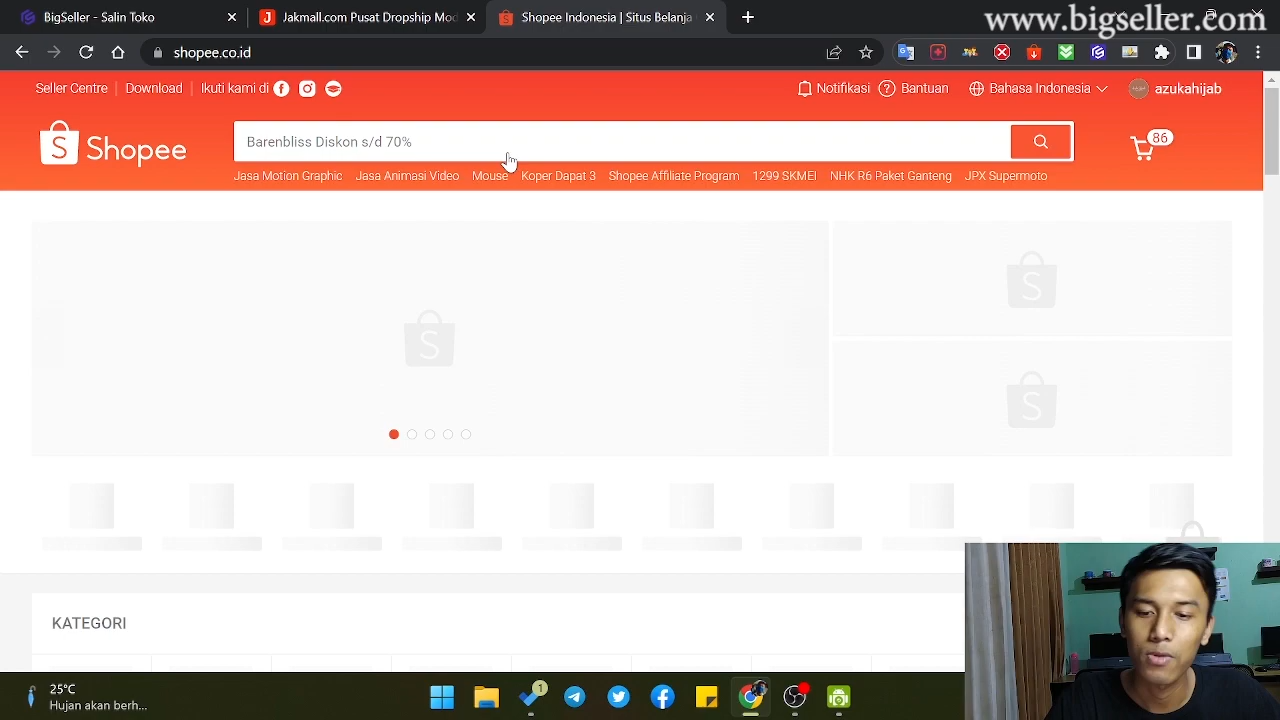 BigSeller - Salin Toko
Jakmall.com Pusat Dropship Mod
Shopee Indonesia | Situs Belanja
www.bigseller.com
shopee.co.id
Seller Centre
Download
Ikuti kami di
Notifikasi
Bantuan
Bahasa Indonesia
azukahijab
Shopee
Barenbliss Diskon s/d 70%
86
Jasa Motion Graphic
Jasa Animasi Video
Mouse
Koper Dapat 3
Shopee Affiliate Program
1299 SKMEI
NHK R6 Paket Ganteng
JPX Supermoto
KATEGORI
25°C
Hujan akan berh...
1